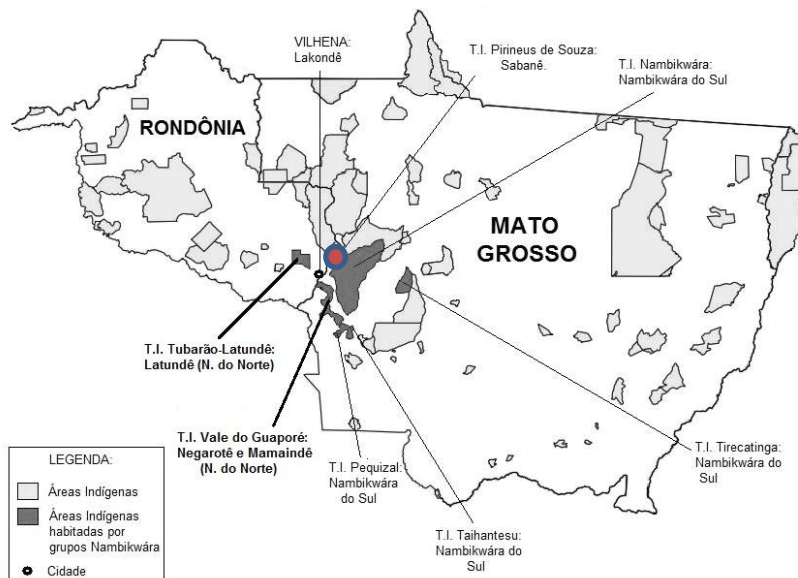 VILHENA:
Lakondê
T.I. Pirineus de Souza:
Sabanê.
T.I. Nambikwára:
Nambikwára do Sul
RONDÔNIA
MATO
GROSSO
T.I. Tubarão-Latundê:
Latundê (N. do Norte)
T.I. Vale do Guaporé:
Negarotê e Mamaindê
(N. do Norte)
T.I. Pequizal:
Nambikwára
do Sul
T.I. Taihantesu:
Nambikwára do
Sul
T.I. Tirecatinga:
Nambikwára do
Sul
LEGENDA:
Áreas Indígenas
Áreas Indígenas
habitadas por
grupos Nambikwára
Cidade